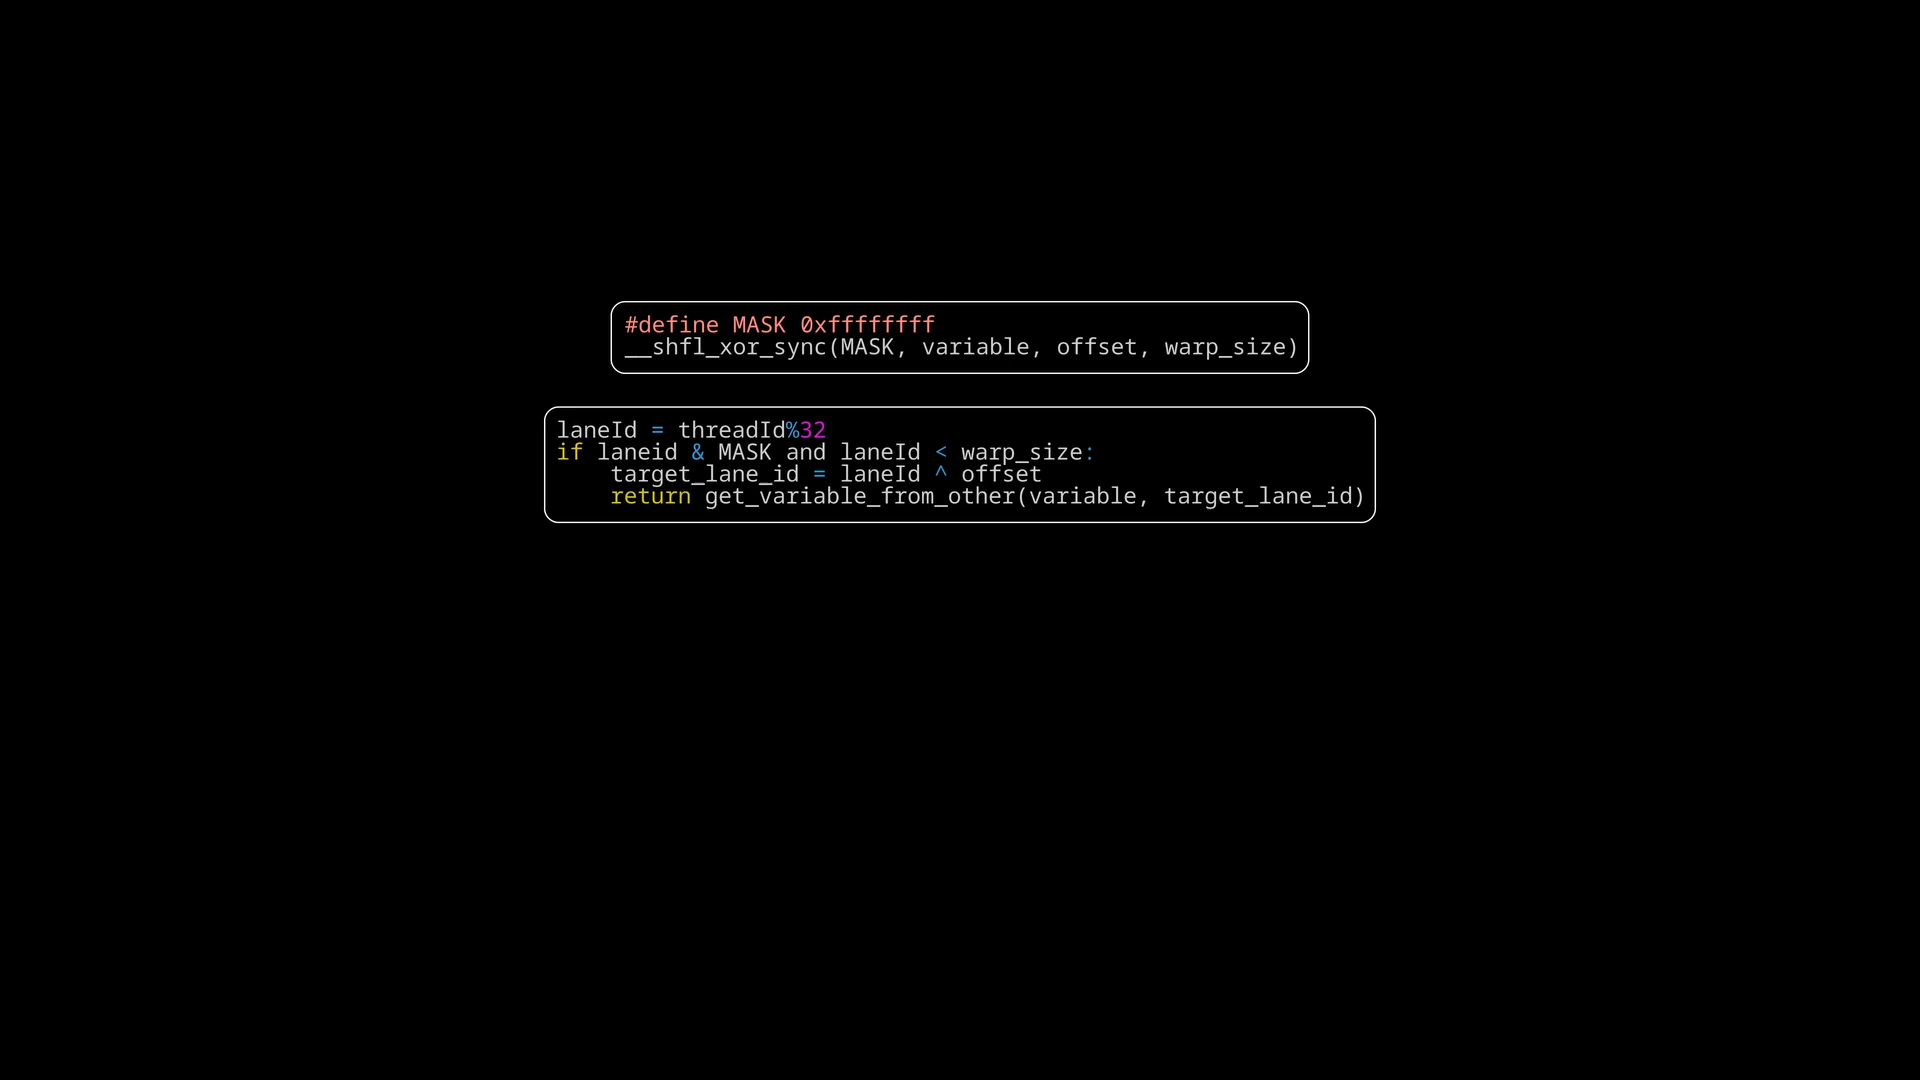 #define MASK 0xffffffff
__shfl_xor_sync(MASK, variable, offset, warp_size)
laneId = threadId%32
if laneid & MASK and laneId < warp_size:
    target_lane_id = laneId ^ offset
    return get_variable_from_other(variable, target_lane_id)